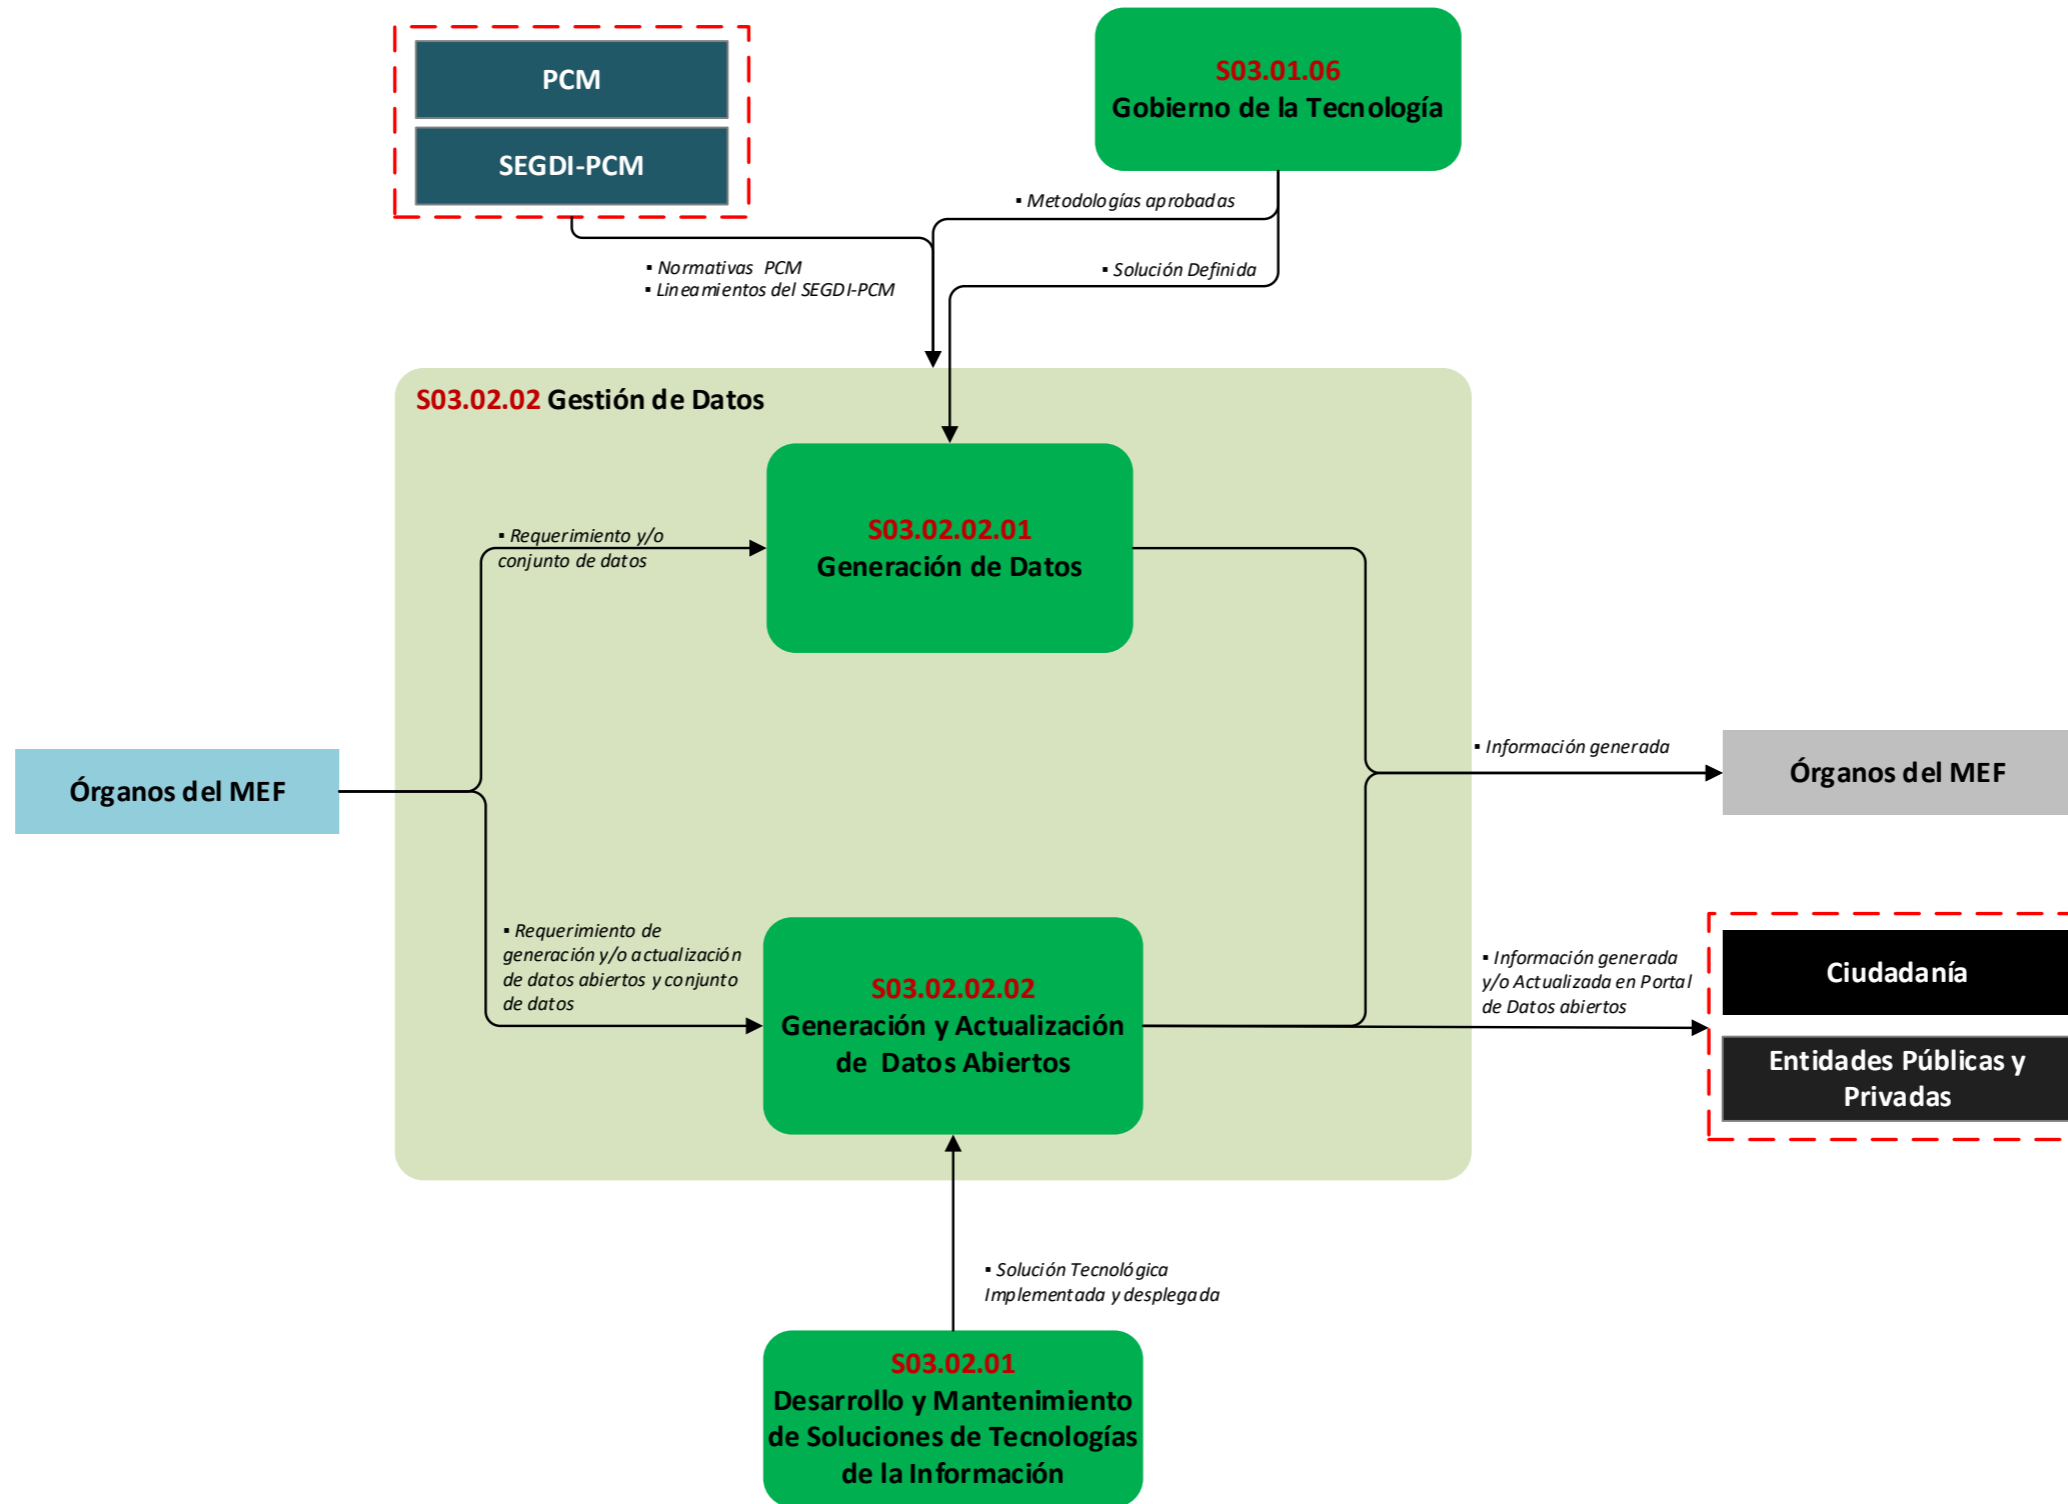 PCM
SEGDI-PCM
S03.01.06
Gobierno de la Tecnología
▪ Metodologías aprobadas
▪ Normativas PCM
▪ Lineamientos del SEGDI-PCM
▪ Solución Definida
S03.02.02 Gestión de Datos
▪ Requerimiento y/o
conjunto de datos
S03.02.02.01
Generación de Datos
Órganos del MEF
▪ Información generada
Órganos del MEF
▪ Requerimiento de
generación y/o actualización
de datos abiertos y conjunto
de datos
S03.02.02.02
Generación y Actualización
de Datos Abiertos
▪ Información generada
y/o Actualizada en Portal
de Datos abiertos
Ciudadanía
Entidades Públicas y
Privadas
▪ Solución Tecnológica
Implementada y desplegada
S03.02.01
Desarrollo y Mantenimiento
de Soluciones de Tecnologías
de la Información